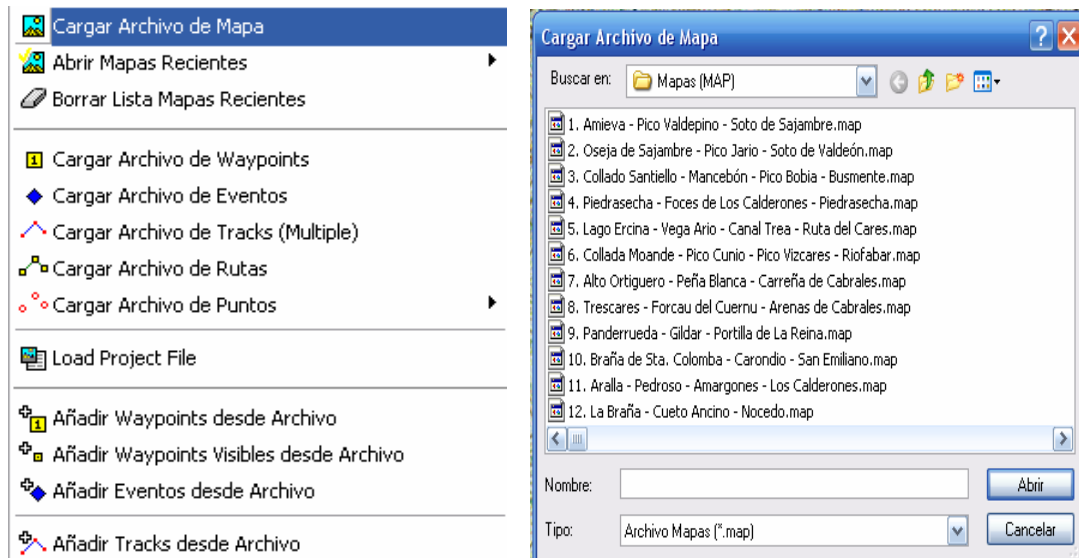 Cargar Archivo de Mapa
Abrir Mapas Recientes
Borrar Lista Mapas Recientes
1 Cargar Archivo de Waypoints
Cargar Archivo de Eventos
Cargar Archivo de Tracks (Multiple)
Cargar Archivo de Rutas
Cargar Archivo de Puntos
Load Project File
1 Añadir Waypoints desde Archivo
Añadir Waypoints Visibles desde Archivo
Añadir Eventos desde Archivo
Añadir Tracks desde Archivo
Cargar Archivo de Mapa
Buscar en: Mapas (MAP)
1. Amieva - Pico Valdepino - Soto de Sajambre.map
2. Oseja de Sajambre - Pico Jario - Soto de Valdeón.map
3. Collado Santiello - Mancebón - Pico Bobia - Busmente.map
4. Piedrasecha - Foces de Los Calderones - Piedrasecha.map
5. Lago Ercina - Vega Ario - Canal Trea - Ruta del Cares.map
6. Collada Moande - Pico Cunio - Pico Vizcares - Riofabar.map
7. Alto Ortiguero - Peña Blanca - Carreña de Cabrales.map
8. Trescares - Forcau del Cuernu - Arenas de Cabrales.map
9. Panderrueda - Gildar - Portilla de La Reina.map
10. Braña de Sta. Colomba - Carondio - San Emiliano.map
11. Aralla - Pedroso - Amargones - Los Calderones.map
12. La Braña - Cueto Ancino - Nocedo.map
Nombre: Abrir
Tipo: Archivo Mapas (*.map) Cancelar